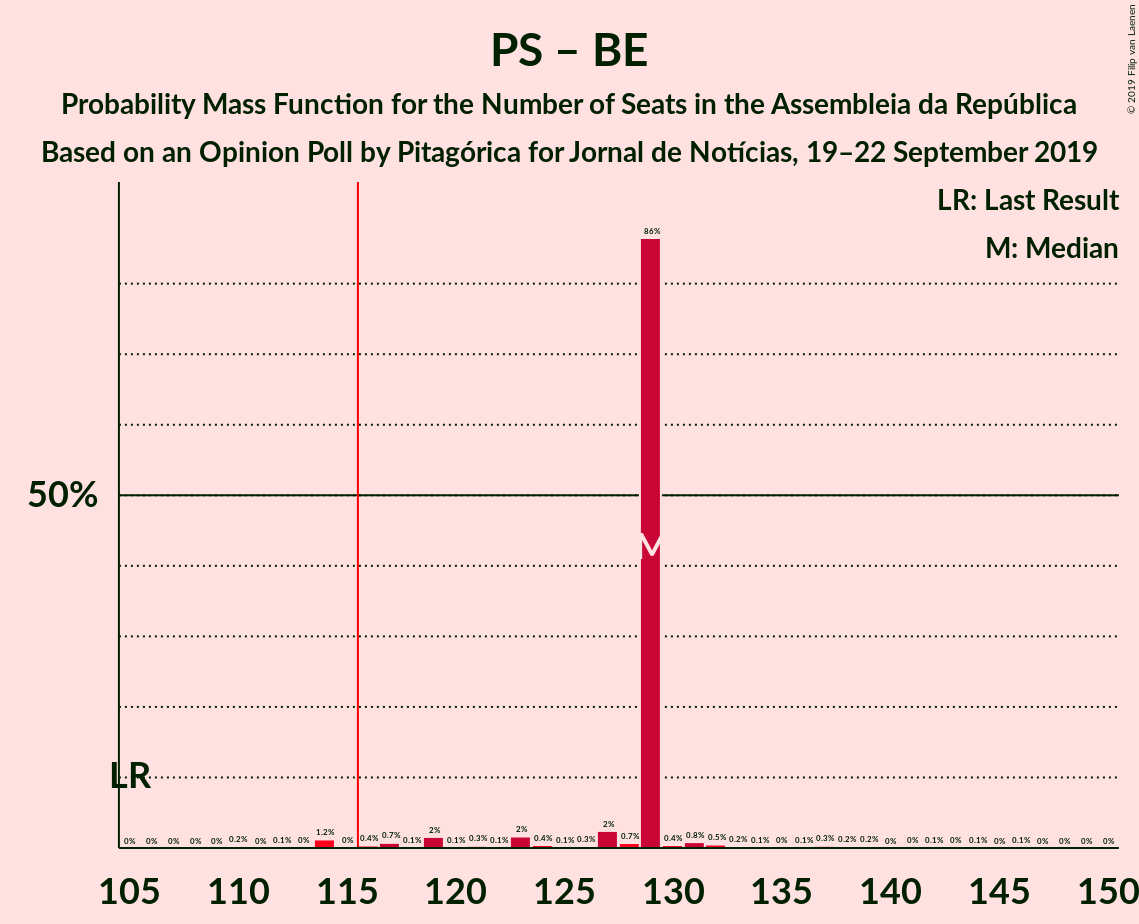 PS – BE
Probability Mass Function for the Number of Seats in the Assembleia da República
Based on an Opinion Poll by Pitagórica for Jornal de Notícias, 19–22 September 2019
© 2019 Filip van Laenen
LR: Last Result
M: Median
86%
50%
M
LR
0% 0% 0% 0% 0% 0.2% 0% 0.1% 0% 1.2% 0% 0.4% 0.7% 0.1% 2% 0.1% 0.3% 0.1% 2% 0.4% 0.1% 0.3% 2% 0.7% 0.4% 0.8% 0.5% 0.2% 0.1% 0% 0.1% 0.3% 0.2% 0.2% 0% 0% 0.1% 0% 0.1% 0% 0.1% 0% 0% 0% 0%
105 110 115 120 125 130 135 140 145 150